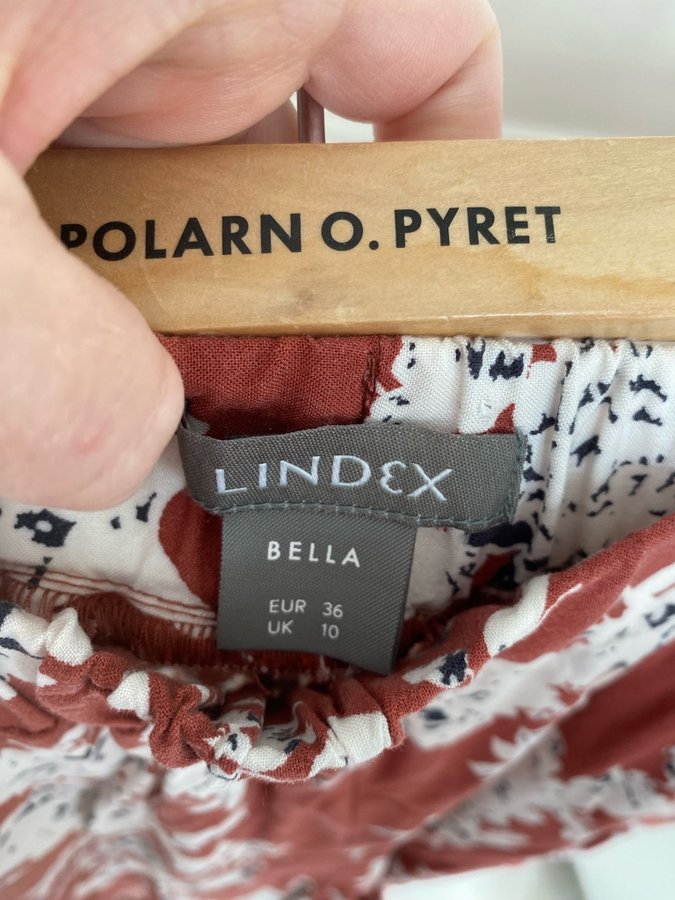 POLARN O. PYRET
LINDEX
BELLA
EUR 36
UK 10